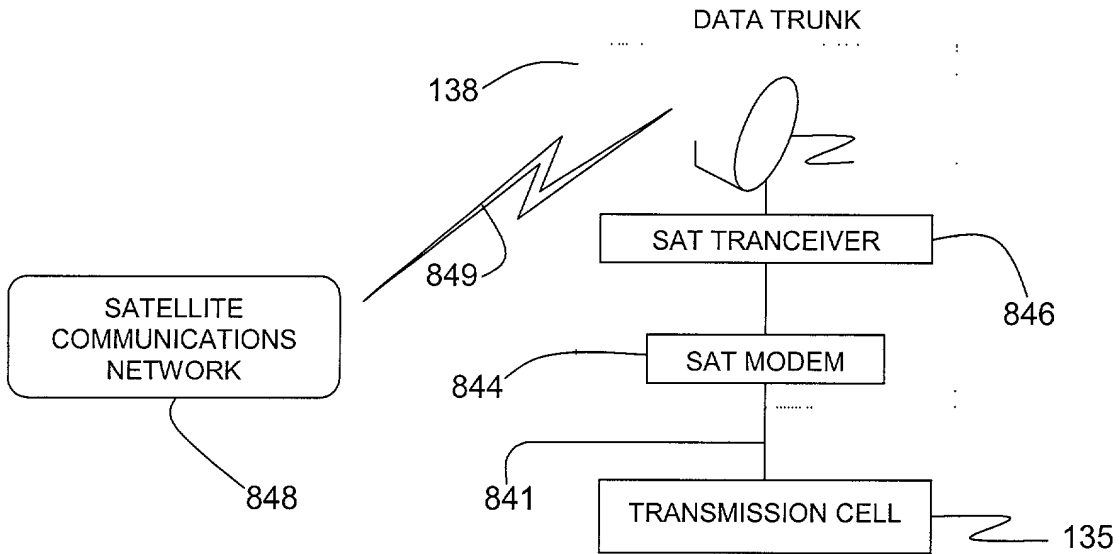 DATA TRUNK
138
SAT TRANCEIVER
849
846
SATELLITE
COMMUNICATIONS
NETWORK
SAT MODEM
844
848
841
TRANSMISSION CELL
135